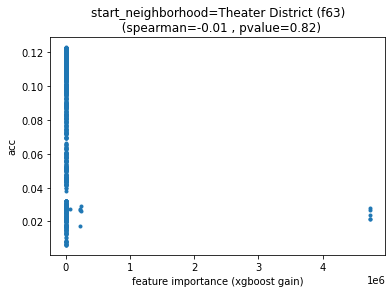 start_neighborhood=Theater District (f63)
(spearman=-0.01 , pvalue=0.82)
0.12
0.10
0.08
0.06
0.04
0.02
acc
0
1
2
3
4
1e6
feature importance (xgboost gain)